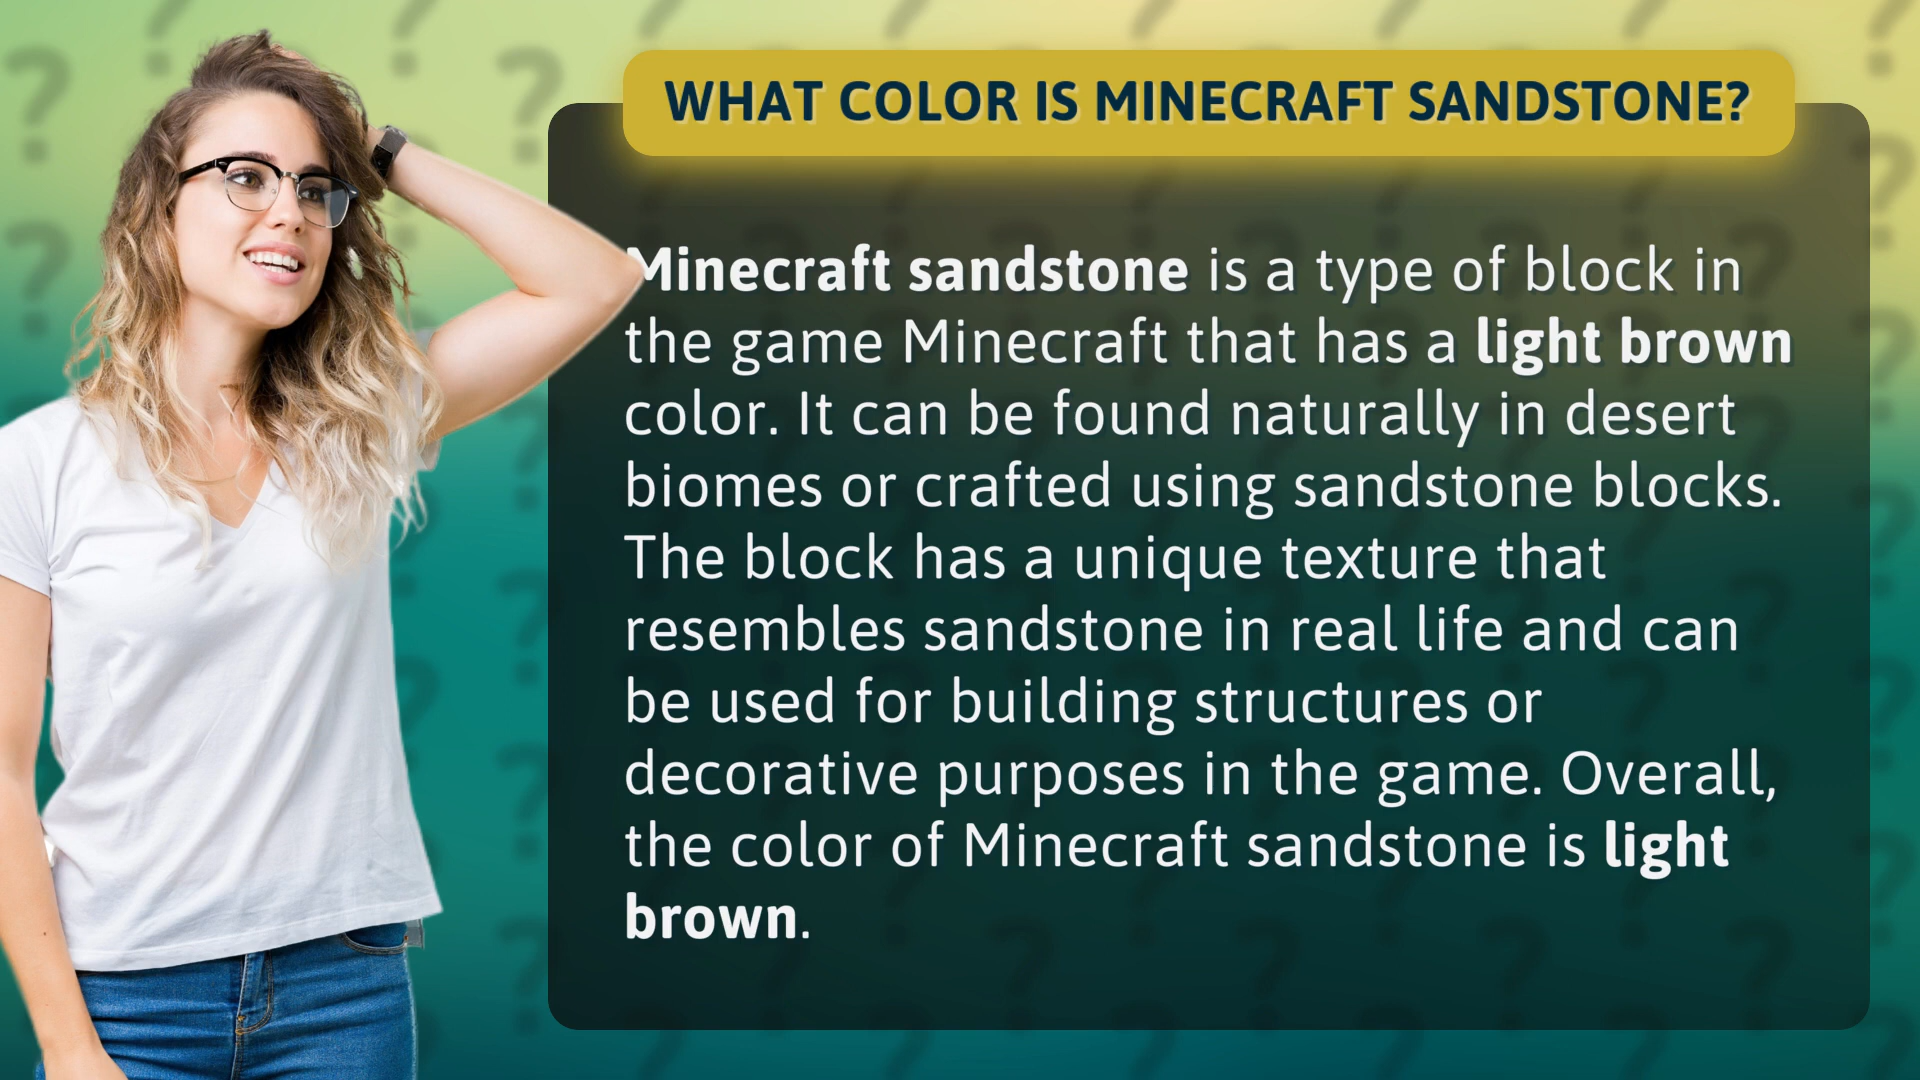 WHAT COLOR IS MINECRAFT SANDSTONE?
Minecraft sandstone is a type of block in
the game Minecraft that has a light brown
color. It can be found naturally in desert
biomes or crafted using sandstone blocks.
The block has a unique texture that
resembles sandstone in real life and can
be used for building structures or
decorative purposes in the game. Overall,
the color of Minecraft sandstone is light
brown.